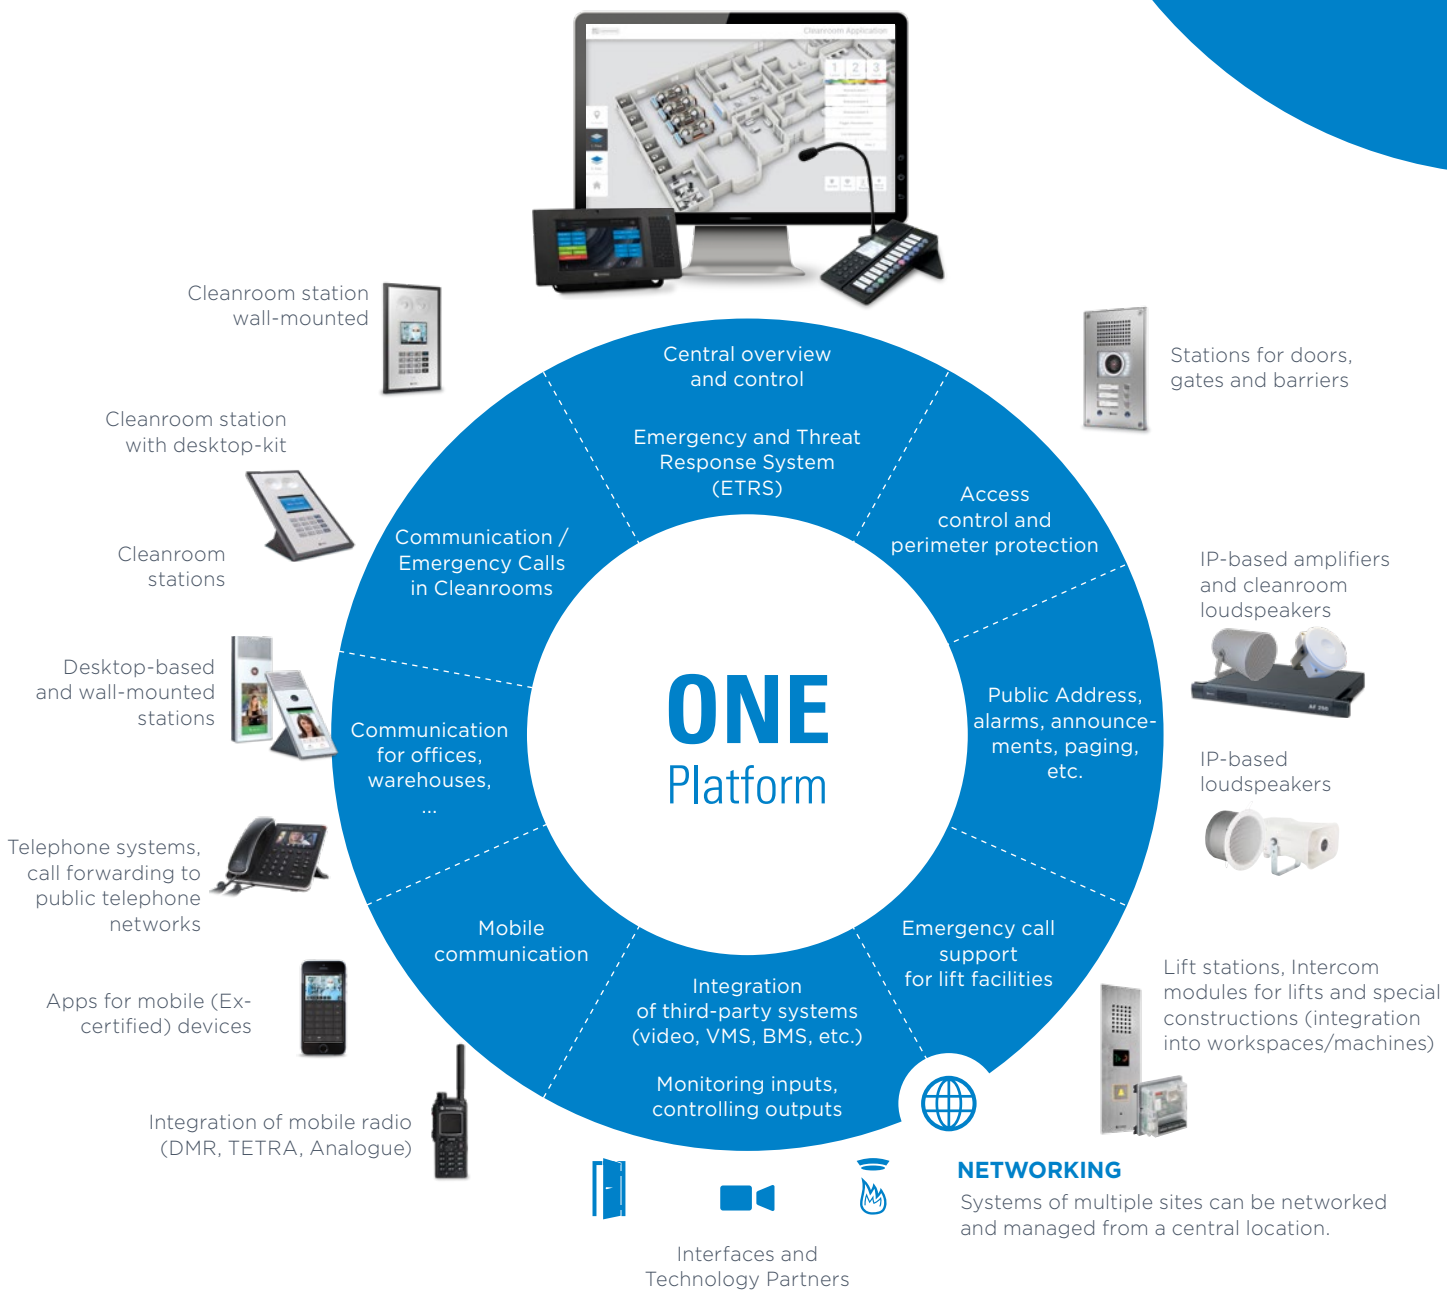 Cleanroom Application
1 2 3
Cleanroom station
wall-mounted
Cleanroom station
with desktop-kit
Cleanroom
stations
Desktop-based
and wall-mounted
stations
Telephone systems,
call forwarding to
public telephone
networks
Apps for mobile (Ex-
certified) devices
Integration of mobile radio
(DMR, TETRA, Analogue)
Central overview
and control
Emergency and Threat
Response System
(ETRS)
Access
control and
perimeter protection
Public Address,
alarms, announce-
ments, paging,
etc.
Emergency call
support
for lift facilities
Integration
of third-party systems
(video, VMS, BMS, etc.)
Monitoring inputs,
controlling outputs
Mobile
communication
Communication
for offices,
warehouses,
...
Communication /
Emergency Calls
in Cleanrooms
ONE
Platform
Stations for doors,
gates and barriers
IP-based amplifiers
and cleanroom
loudspeakers
AF 250
IP-based
loudspeakers
Lift stations, Intercom
modules for lifts and special
constructions (integration
into workspaces/machines)
NETWORKING
Systems of multiple sites can be networked
and managed from a central location.
Interfaces and
Technology Partners